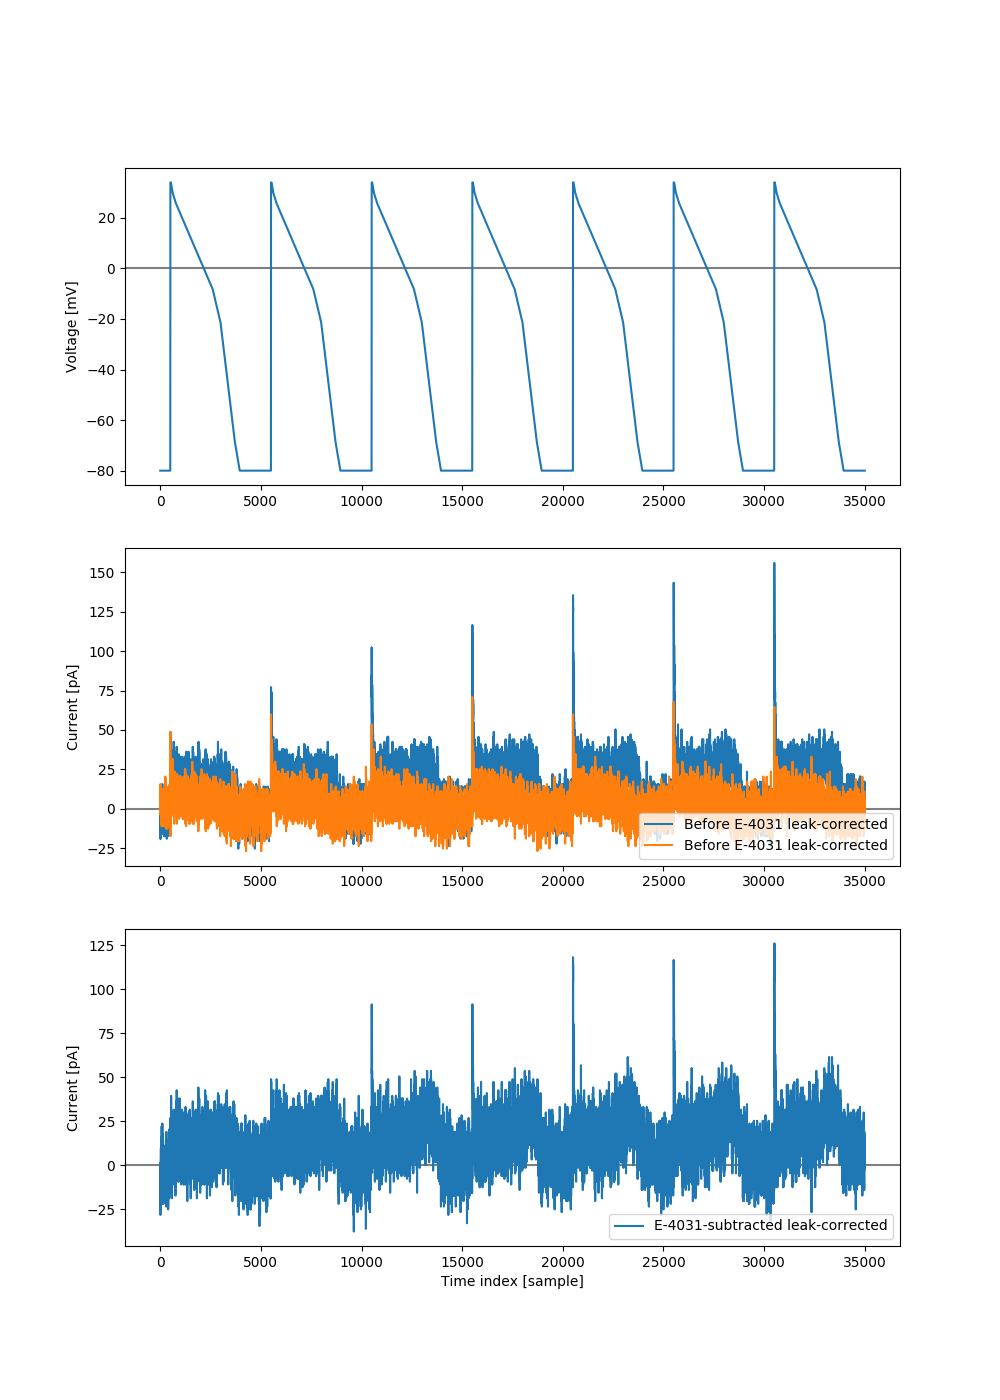 20
0
−20
−40
−60
−80
Voltage [mV]
0 5000 10000 15000 20000 25000 30000 35000
150
125
100
75
50
25
0
−25
Current [pA]
Before E-4031 leak-corrected
Before E-4031 leak-corrected
0 5000 10000 15000 20000 25000 30000 35000
125
100
75
50
25
0
−25
Current [pA]
E-4031-subtracted leak-corrected
0 5000 10000 15000 20000 25000 30000 35000
Time index [sample]